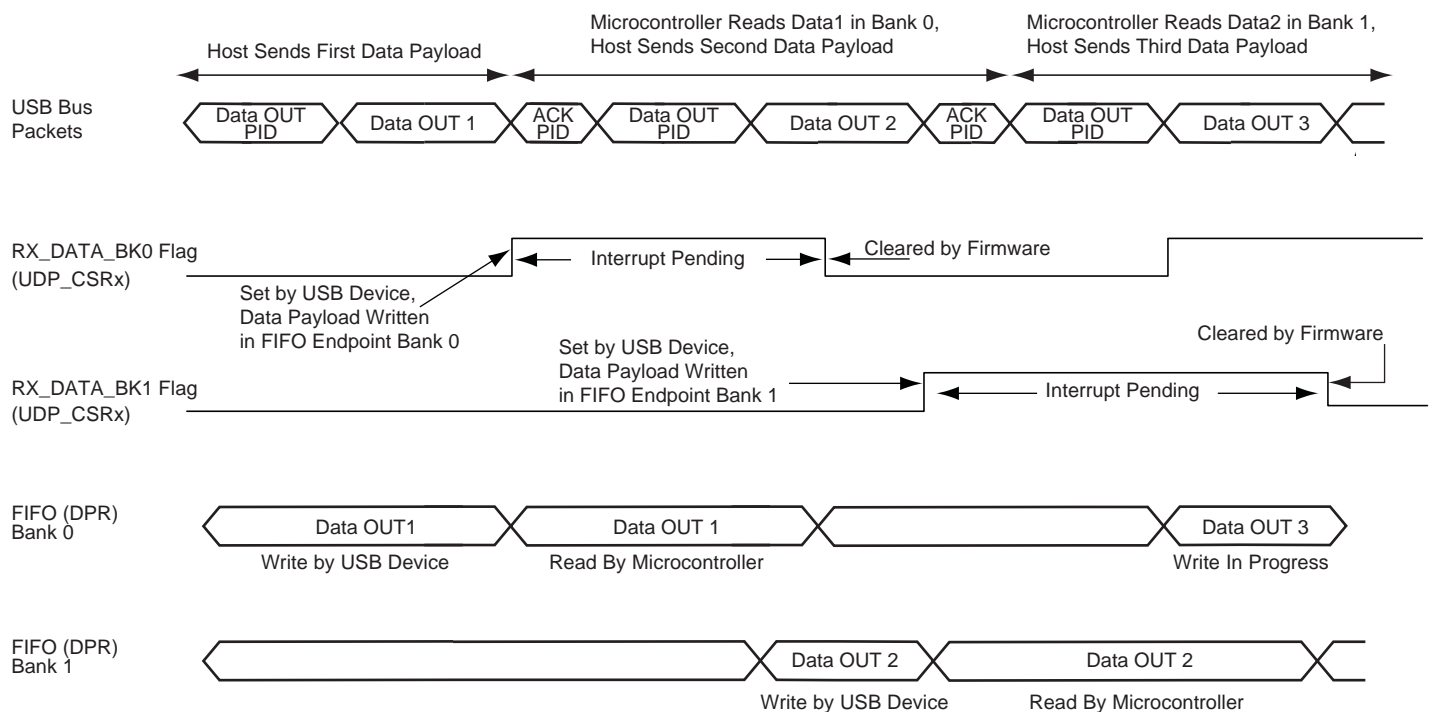 Microcontroller Reads Data1 in Bank 0,
Host Sends Second Data Payload
Microcontroller Reads Data2 in Bank 1,
Host Sends Third Data Payload
Host Sends First Data Payload
USB Bus
Packets
Data OUT
PID
Data OUT 1
ACK
PID
Data OUT
PID
Data OUT 2
ACK
PID
Data OUT
PID
Data OUT 3
RX_DATA_BK0 Flag
(UDP_CSRx)
Interrupt Pending
Cleared by Firmware
Set by USB Device,
Data Payload Written
in FIFO Endpoint Bank 0
Cleared by Firmware
Set by USB Device,
Data Payload Written
in FIFO Endpoint Bank 1
RX_DATA_BK1 Flag
(UDP_CSRx)
Interrupt Pending
FIFO (DPR)
Bank 0
Data OUT1
Data OUT 1
Data OUT 3
Write by USB Device
Read By Microcontroller
Write In Progress
FIFO (DPR)
Bank 1
Data OUT 2
Data OUT 2
Write by USB Device
Read By Microcontroller